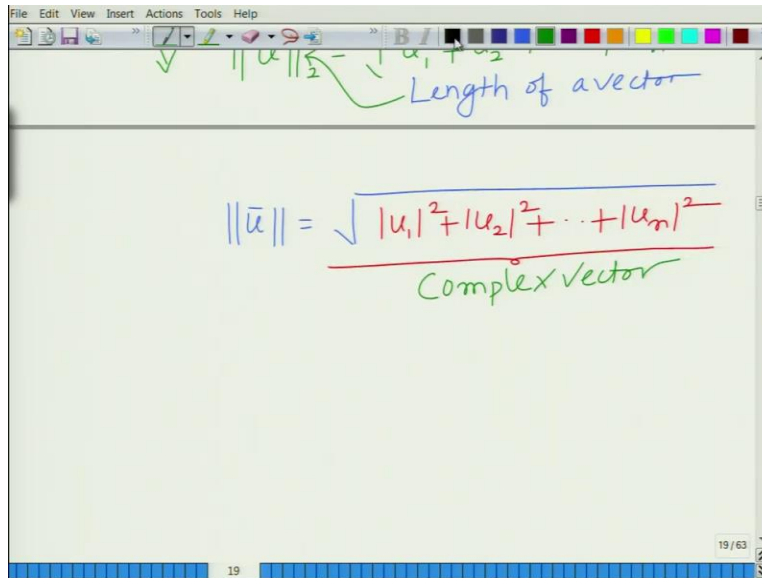 File Edit View Insert Actions Tools Help
B I
Length of a vector
||ū|| = √|u₁|²+|u₂|²+ ·· +|uₙ|²
Complex vector
19/63
19